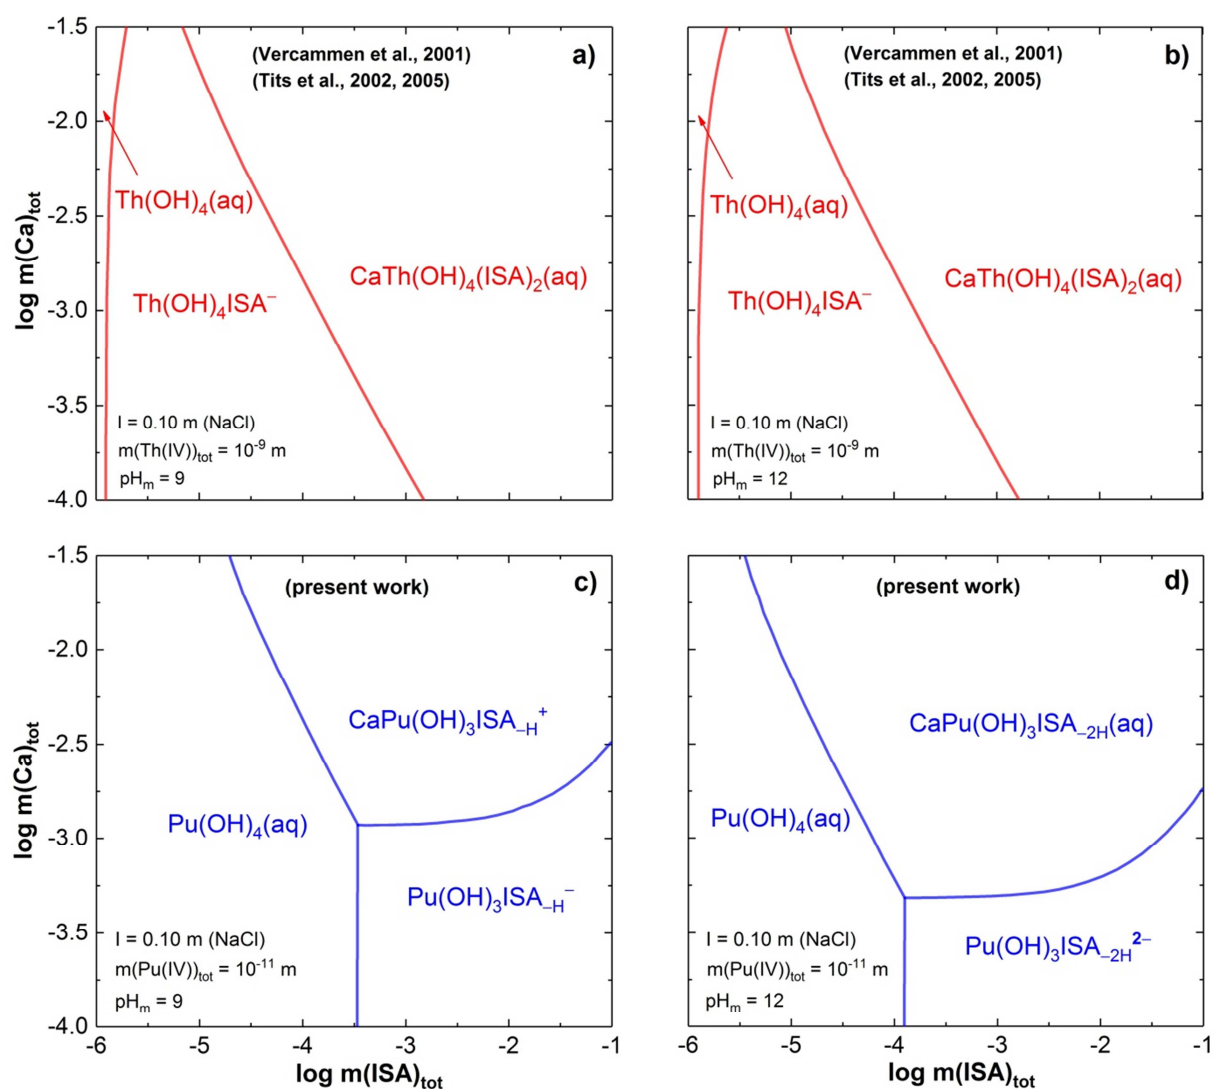 a)
(Vercammen et al., 2001)
(Tits et al., 2002, 2005)
-1.5
-2.0
-2.5
-3.0
-3.5
-4.0
log m(Ca)tot
Th(OH)4(aq)
CaTh(OH)4(ISA)2(aq)
Th(OH)4ISA−
I = 0.10 m (NaCl)
m(Th(IV))tot = 10-9 m
pHm = 9
b)
(Vercammen et al., 2001)
(Tits et al., 2002, 2005)
Th(OH)4(aq)
CaTh(OH)4(ISA)2(aq)
Th(OH)4ISA−
I = 0.10 m (NaCl)
m(Th(IV))tot = 10-9 m
pHm = 12
c)
(present work)
-1.5
-2.0
-2.5
-3.0
-3.5
-4.0
log m(Ca)tot
CaPu(OH)3ISA−H+
Pu(OH)4(aq)
Pu(OH)3ISA−H−
I = 0.10 m (NaCl)
m(Pu(IV))tot = 10-11 m
pHm = 9
-6 -5 -4 -3 -2 -1
log m(ISA)tot
d)
(present work)
CaPu(OH)3ISA−2H(aq)
Pu(OH)4(aq)
Pu(OH)3ISA−2H2−
I = 0.10 m (NaCl)
m(Pu(IV))tot = 10-11 m
pHm = 12
-6 -5 -4 -3 -2 -1
log m(ISA)tot